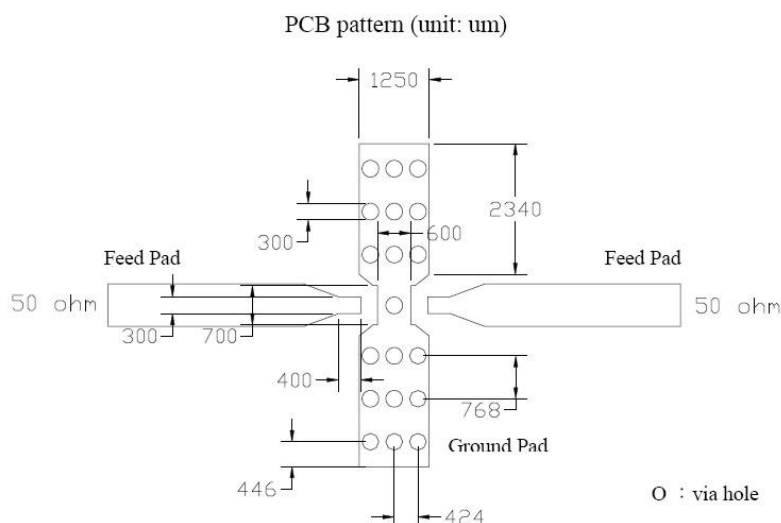 PCB pattern (unit: um)
1250
2340
300
600
Feed Pad
Feed Pad
50 ohm
50 ohm
300
700
400
768
Ground Pad
446
424
O : via hole